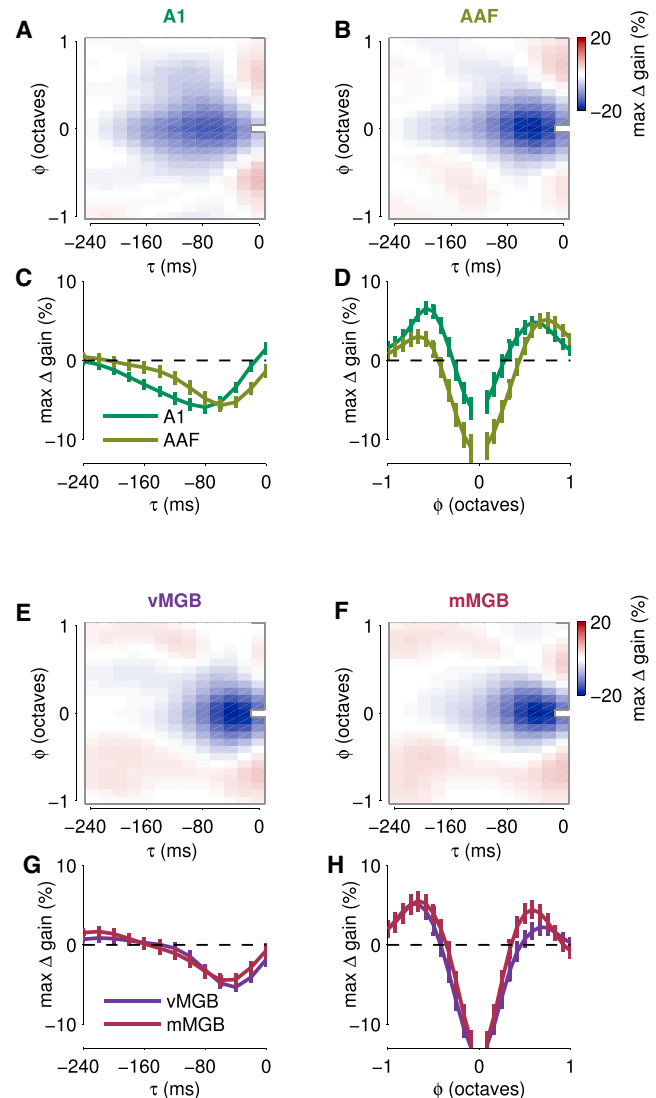 A
A1
B
AAF
1
0
−1
ϕ (octaves)
−240 −160 −80 0
τ (ms)
1
0
−1
ϕ (octaves)
−240 −160 −80 0
τ (ms)
20
−20
max Δ gain (%)
C
10
0
−10
max Δ gain (%)
A1
AAF
−240 −160 −80 0
τ (ms)
D
10
0
−10
max Δ gain (%)
−1 0 1
ϕ (octaves)
E
vMGB
F
mMGB
1
0
−1
ϕ (octaves)
−240 −160 −80 0
τ (ms)
1
0
−1
ϕ (octaves)
−240 −160 −80 0
τ (ms)
20
−20
max Δ gain (%)
G
10
0
−10
max Δ gain (%)
vMGB
mMGB
−240 −160 −80 0
τ (ms)
H
10
0
−10
max Δ gain (%)
−1 0 1
ϕ (octaves)